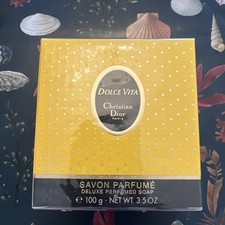 DOLCE VITA
Christian
Dior
PARIS
SAVON PARFUMÉ
DELUXE PERFUMED SOAP
100 g - NET WT. 3.5 OZ.